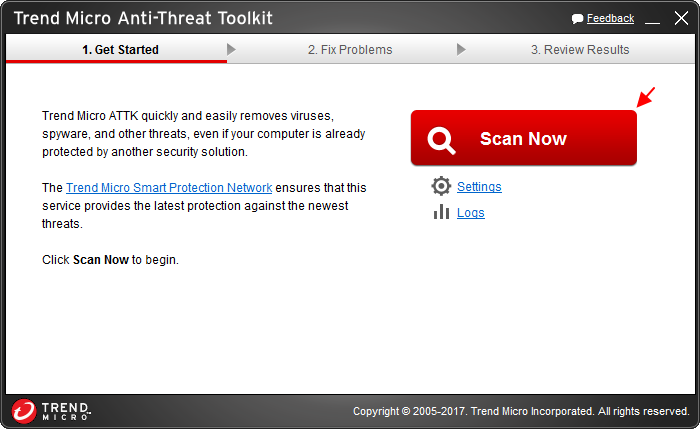 Trend Micro Anti-Threat Toolkit
Feedback
1. Get Started
2. Fix Problems
3. Review Results
Trend Micro ATTK quickly and easily removes viruses,
spyware, and other threats, even if your computer is already
protected by another security solution.
The Trend Micro Smart Protection Network ensures that this
service provides the latest protection against the newest
threats.
Click Scan Now to begin.
Scan Now
Settings
Logs
TREND
MICRO
Copyright © 2005-2017. Trend Micro Incorporated. All rights reserved.